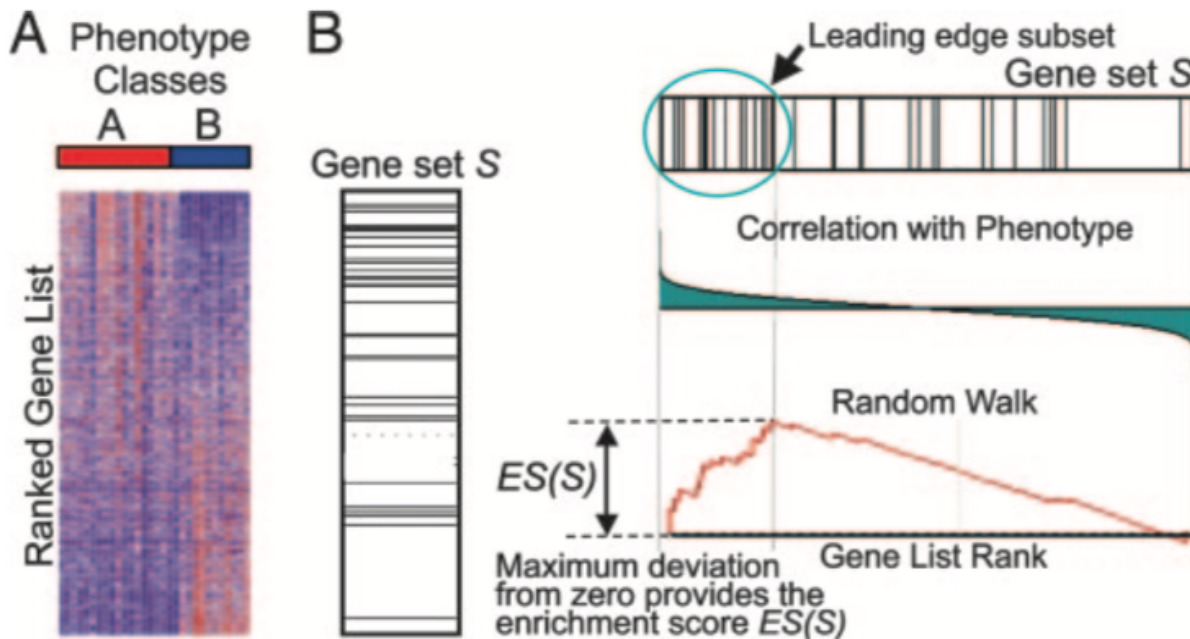 A
Phenotype
Classes
A B
Ranked Gene List
B
Gene set S
Leading edge subset
Gene set S
Correlation with Phenotype
Random Walk
ES(S)
Gene List Rank
Maximum deviation
from zero provides the
enrichment score ES(S)